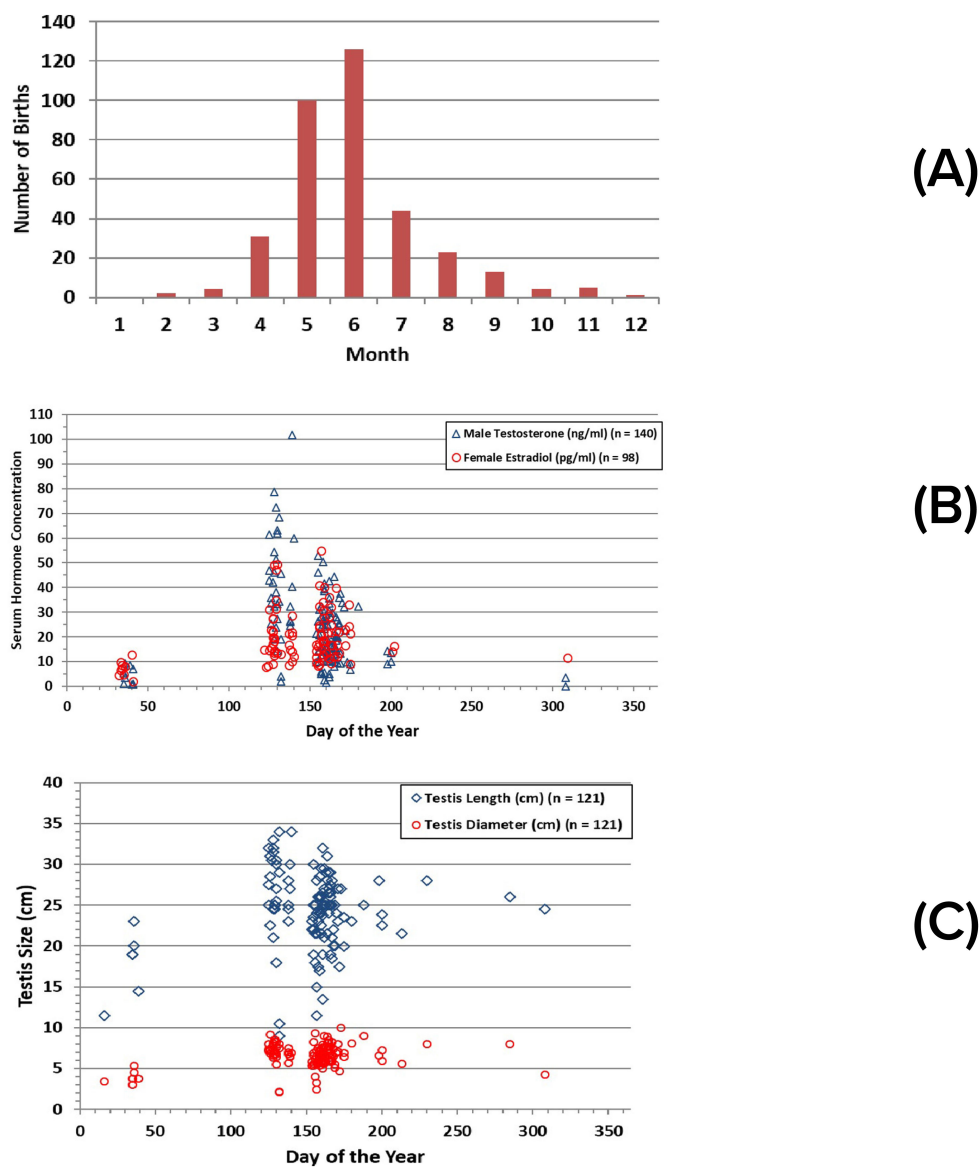 140
120
100
80
60
40
20
0
Number of Births
1 2 3 4 5 6 7 8 9 10 11 12
Month
(A)
110
100
90
80
70
60
50
40
30
20
10
0
Serum Hormone Concentration
Male Testosterone (ng/ml) (n = 140)
Female Estradiol (pg/ml) (n = 98)
0 50 100 150 200 250 300 350
Day of the Year
(B)
40
35
30
25
20
15
10
5
0
Testis Size (cm)
Testis Length (cm) (n = 121)
Testis Diameter (cm) (n = 121)
0 50 100 150 200 250 300 350
Day of the Year
(C)